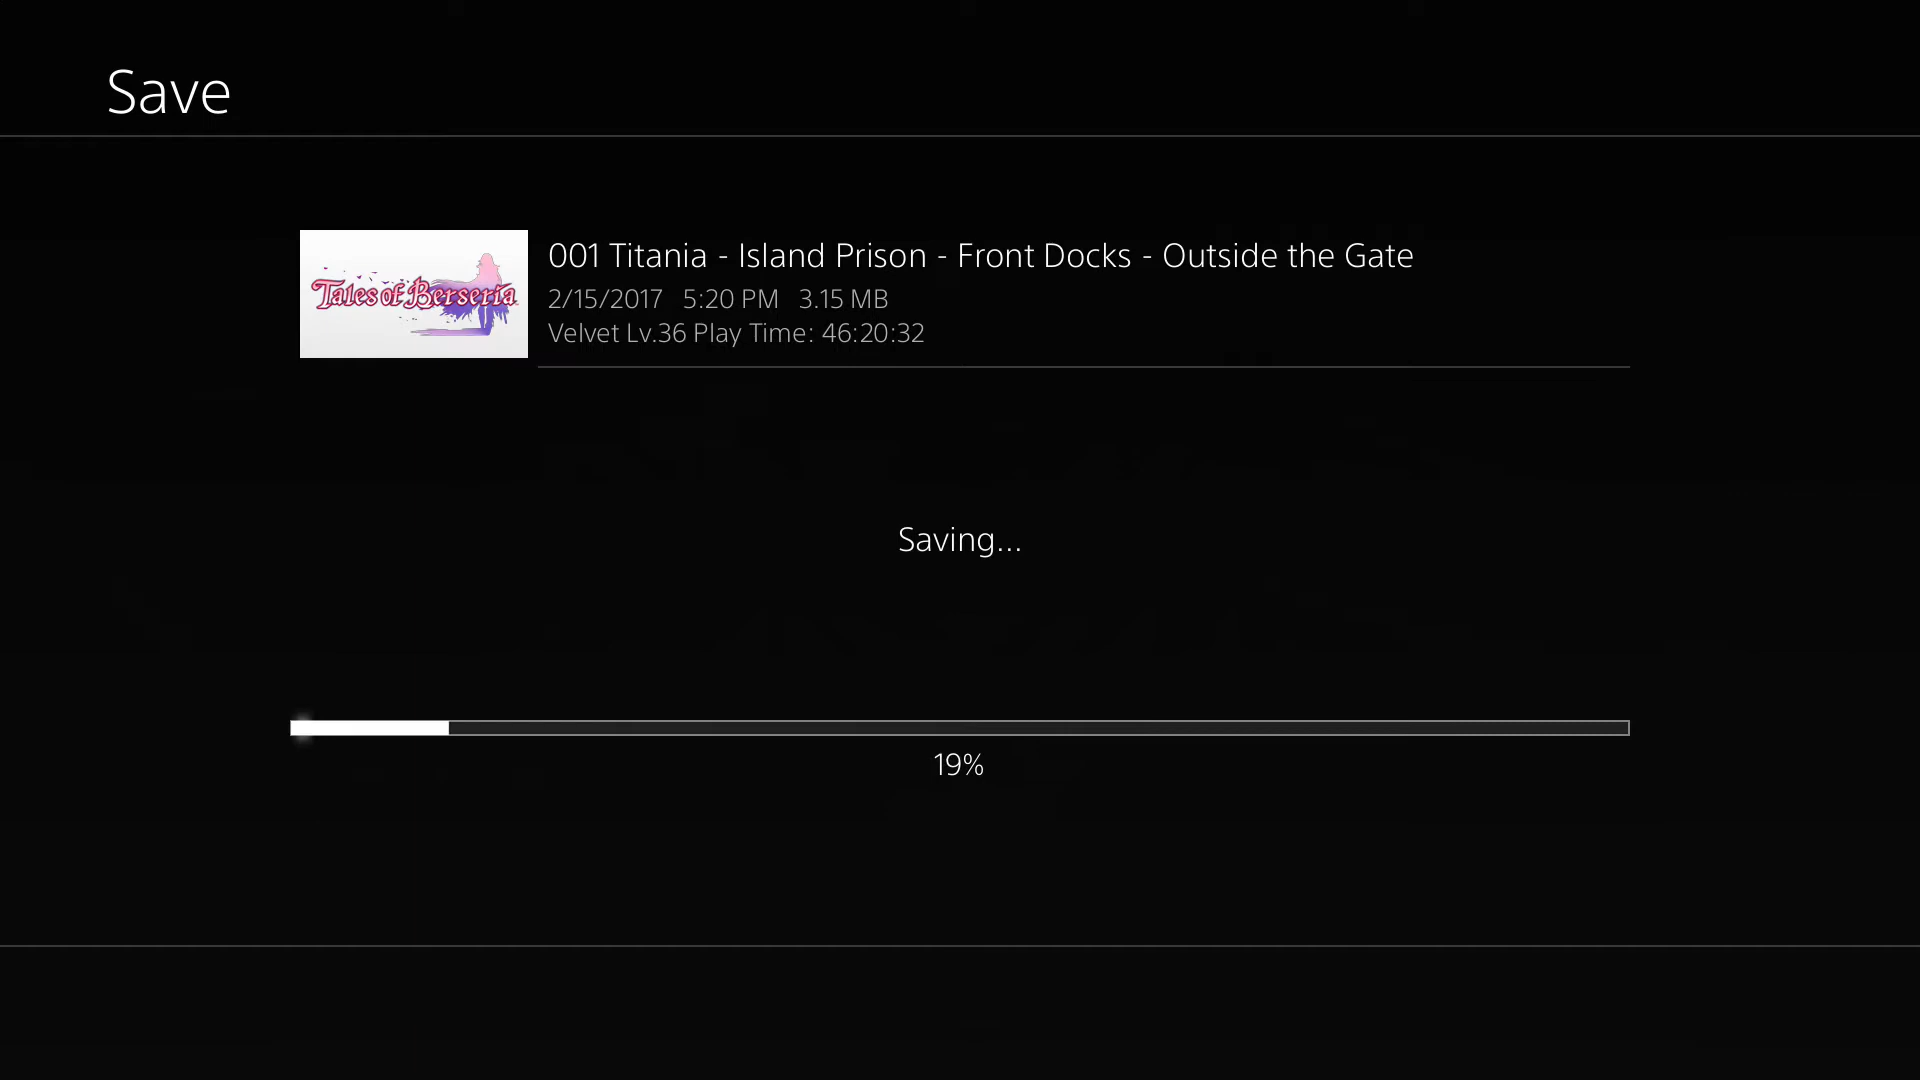 Save
Tales of Berseria
001 Titania - Island Prison - Front Docks - Outside the Gate
2/15/2017 5:20 PM 3.15 MB
Velvet Lv.36 Play Time: 46:20:32
Saving...
19%